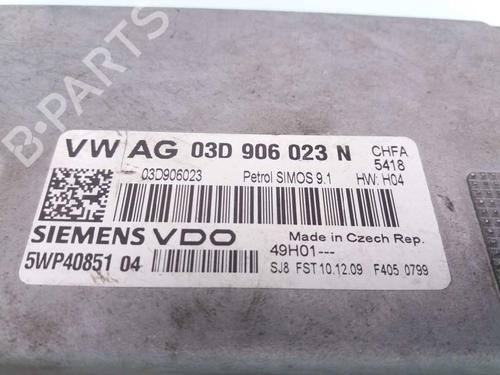 VW AG 03D 906 023 N CHFA
5418
03D906023 Petrol SIMOS 9.1 HW: H04
SIEMENS VDO Made in Czech Rep.
49H01---
5WP40851 04 SJ8 FST 10.12.09 F405 0799
B PARTS